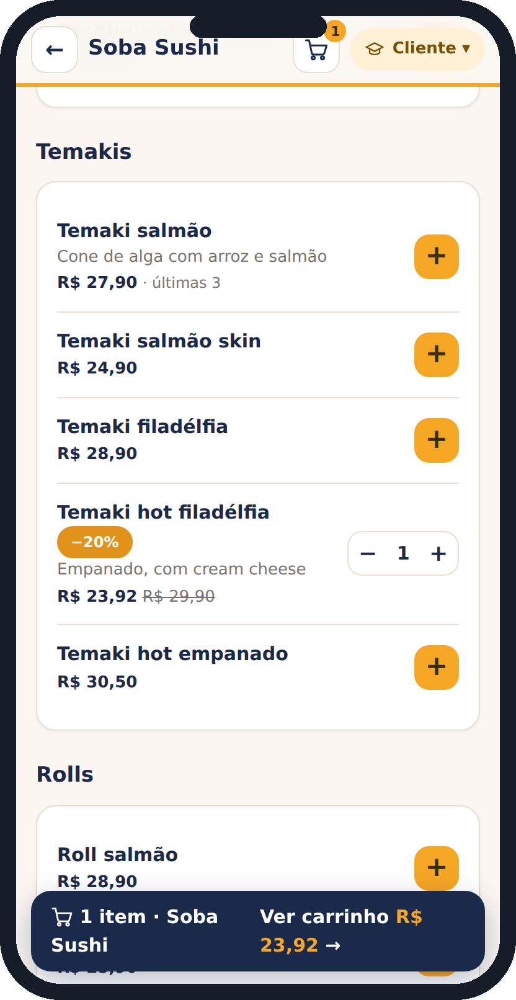 ←
Soba Sushi
1
Cliente ▾
Temakis
Temaki salmão
Cone de alga com arroz e salmão
R$ 27,90 · últimas 3
+
Temaki salmão skin
R$ 24,90
+
Temaki filadélfia
R$ 28,90
+
Temaki hot filadélfia
−20%
Empanado, com cream cheese
R$ 23,92 R$ 29,90
− 1 +
Temaki hot empanado
R$ 30,50
+
Rolls
Roll salmão
R$ 28,90
+
1 item · Soba
Sushi
Ver carrinho R$
23,92 →